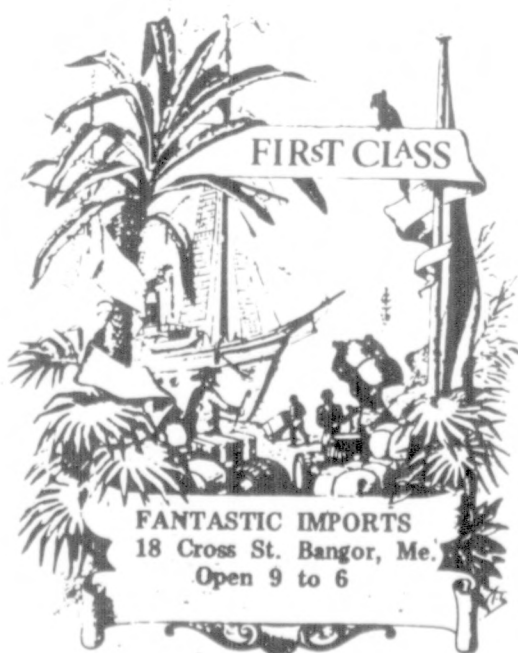 FIRST CLASS
FANTASTIC IMPORTS
18 Cross St. Bangor, Me.
Open 9 to 6